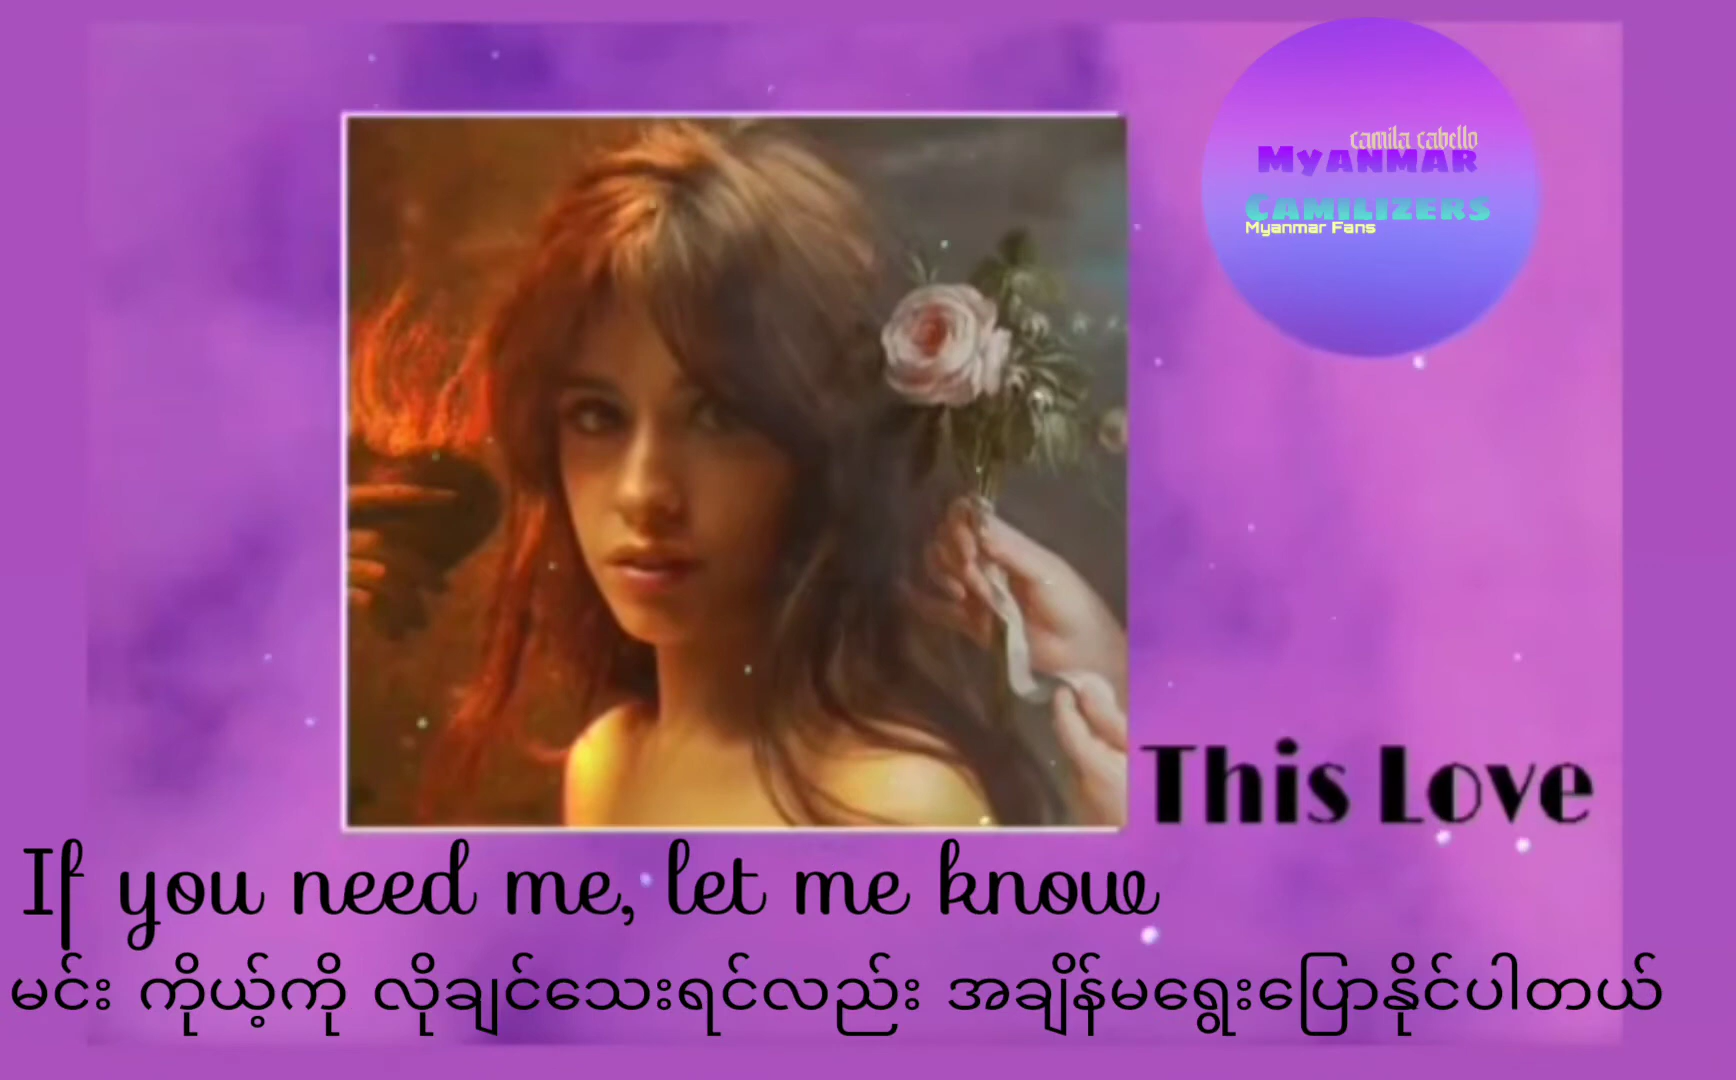 camila cabello
Myanmar
Camilizers
Myanmar Fans
This Love
If you need me, let me know
မင်း ကိုယ့်ကို လိုချင်သေးရင်လည်း အချိန်မရွေးပြောနိုင်ပါတယ်